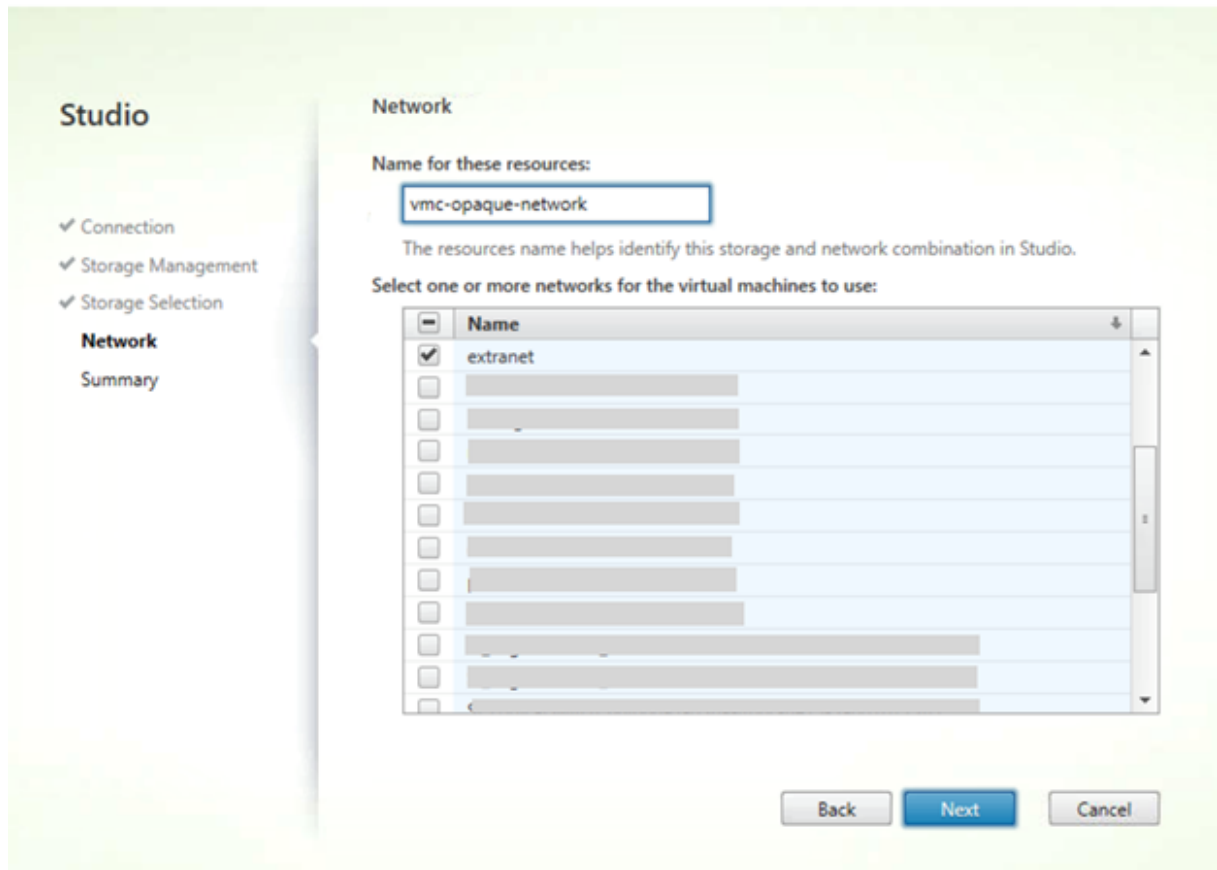 Studio
Connection
Storage Management
Storage Selection
Network
Summary
Network
Name for these resources:
vmc-opaque-network
The resources name helps identify this storage and network combination in Studio.
Select one or more networks for the virtual machines to use:
Name
extranet
Back Next Cancel